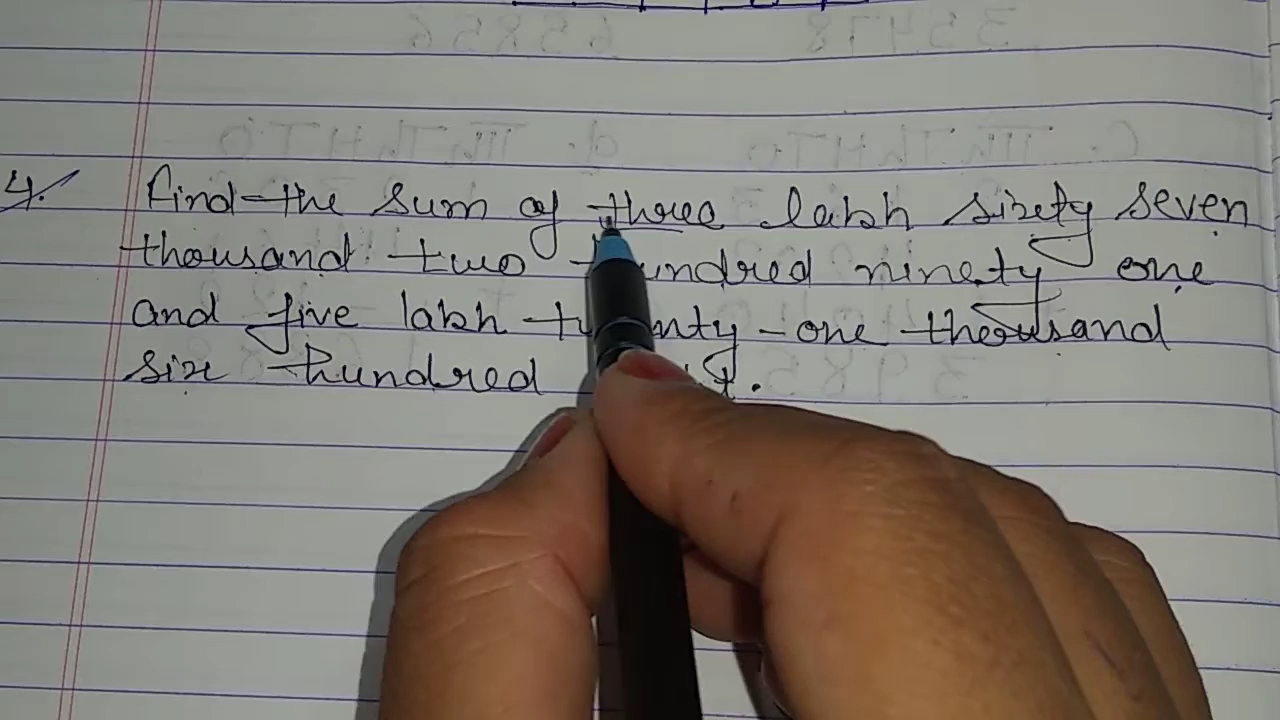 4. Find the sum of three lakh sixty seven
thousand two hundred ninety one
and five lakh twenty-one thousand
six hundred